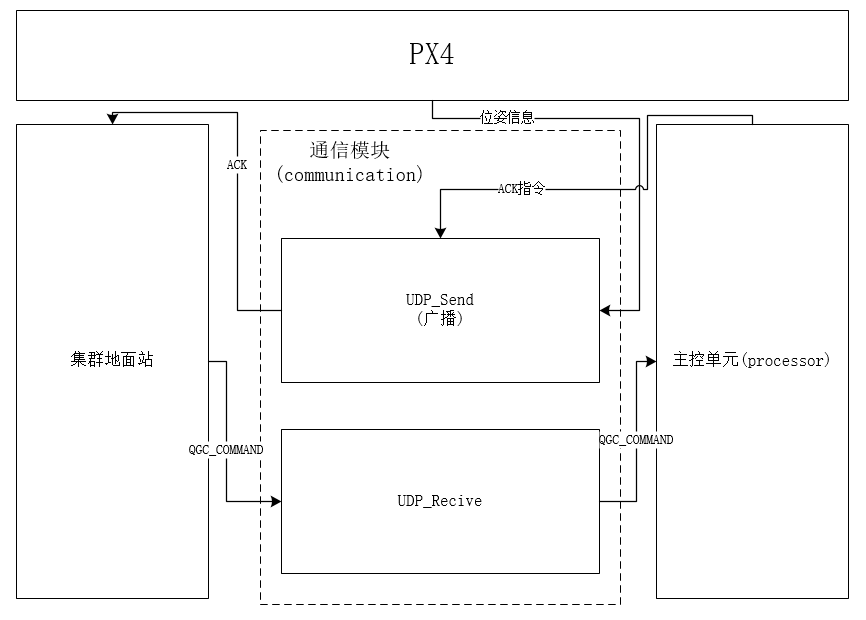 PX4
位姿信息
通信模块
(communication)
ACK
ACK指令
UDP_Send
(广播)
集群地面站
主控单元(processor)
QGC_COMMAND
QGC_COMMAND
UDP_Recive